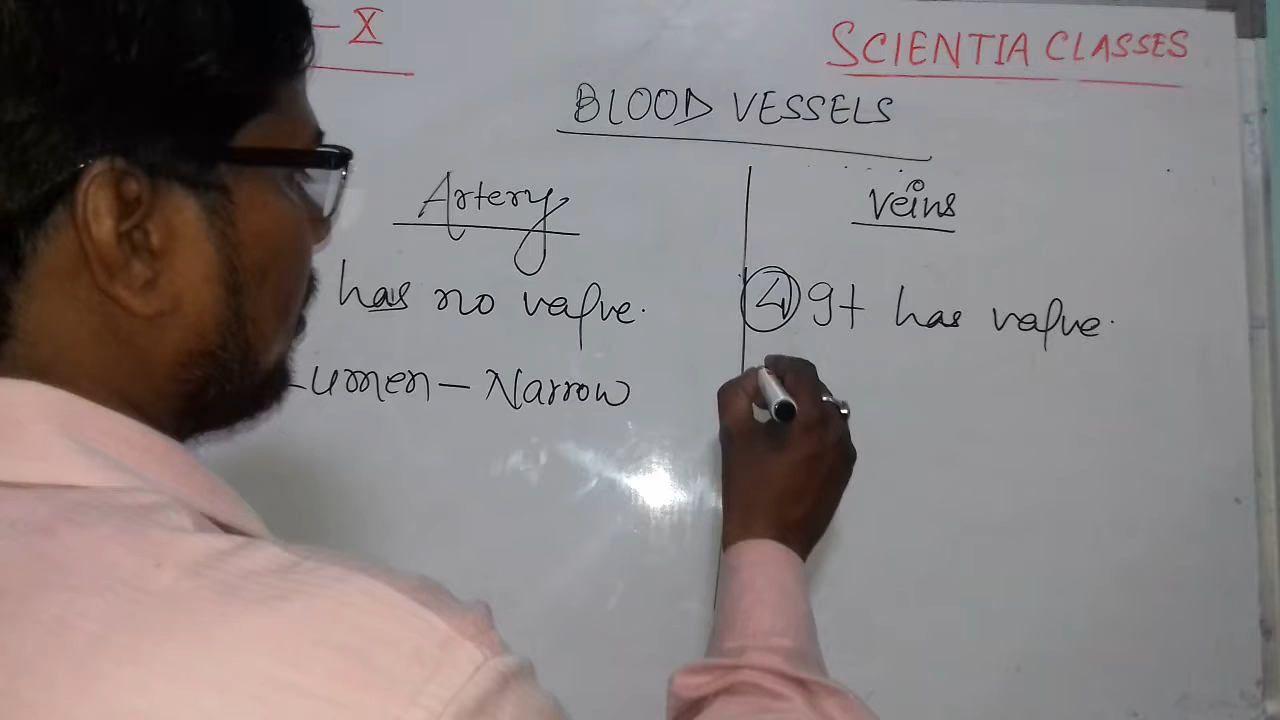 - X
SCIENTIA CLASSES
BLOOD VESSELS
Artery
Veins
has no valve.
④ It has valve.
Lumen - Narrow